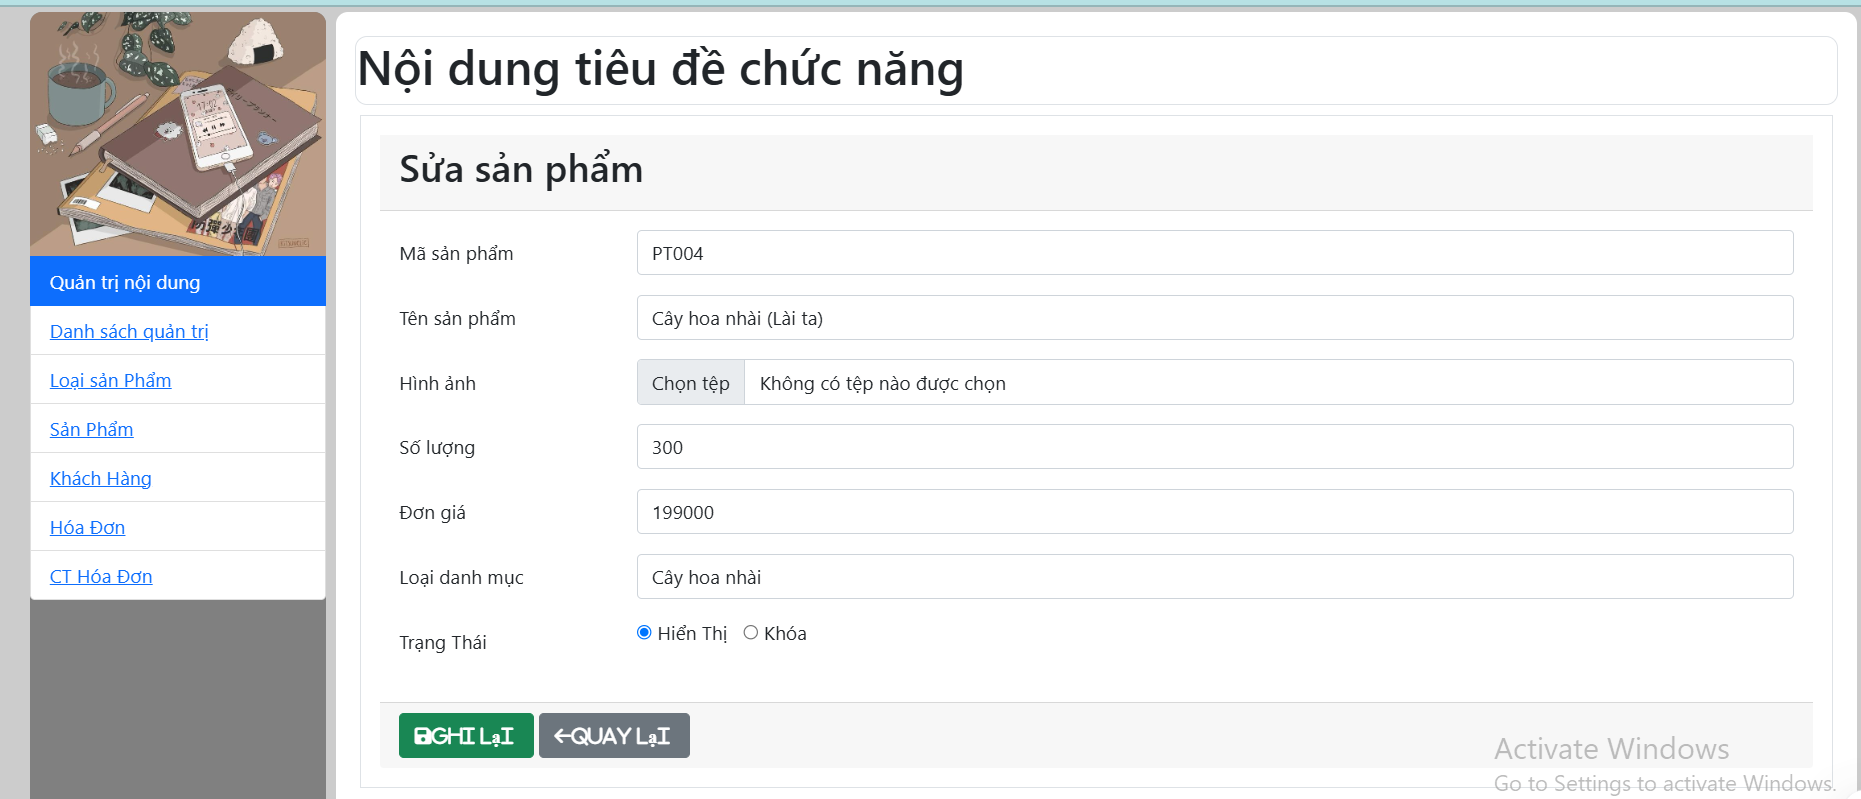 17:02
Quản trị nội dung
Danh sách quản trị
Loại sản Phẩm
Sản Phẩm
Khách Hàng
Hóa Đơn
CT Hóa Đơn
Nội dung tiêu đề chức năng
Sửa sản phẩm
Mã sản phẩm
PT004
Tên sản phẩm
Cây hoa nhài (Lài ta)
Hình ảnh
Chọn tệp Không có tệp nào được chọn
Số lượng
300
Đơn giá
199000
Loại danh mục
Cây hoa nhài
Trạng Thái
Hiển Thị Khóa
GHI LạI QUAY LạI
Activate Windows
Go to Settings to activate Windows.